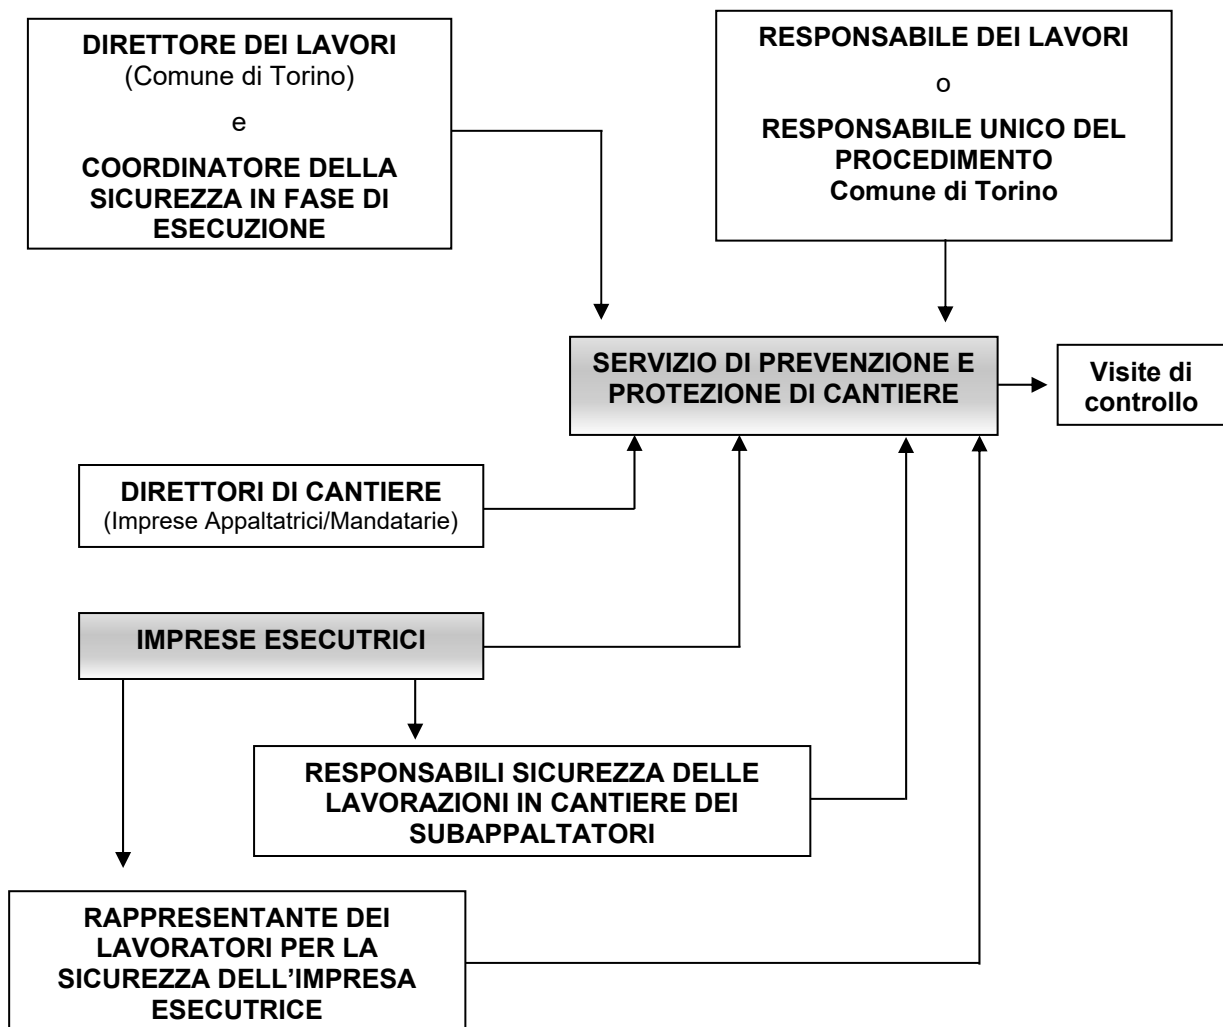 DIRETTORE DEI LAVORI
(Comune di Torino)
e
COORDINATORE DELLA
SICUREZZA IN FASE DI
ESECUZIONE
RESPONSABILE DEI LAVORI
o
RESPONSABILE UNICO DEL
PROCEDIMENTO
Comune di Torino
SERVIZIO DI PREVENZIONE E
PROTEZIONE DI CANTIERE
Visite di
controllo
DIRETTORI DI CANTIERE
(Imprese Appaltatrici/Mandatarie)
IMPRESE ESECUTRICI
RESPONSABILI SICUREZZA DELLE
LAVORAZIONI IN CANTIERE DEI
SUBAPPALTATORI
RAPPRESENTANTE DEI
LAVORATORI PER LA
SICUREZZA DELL’IMPRESA
ESECUTRICE